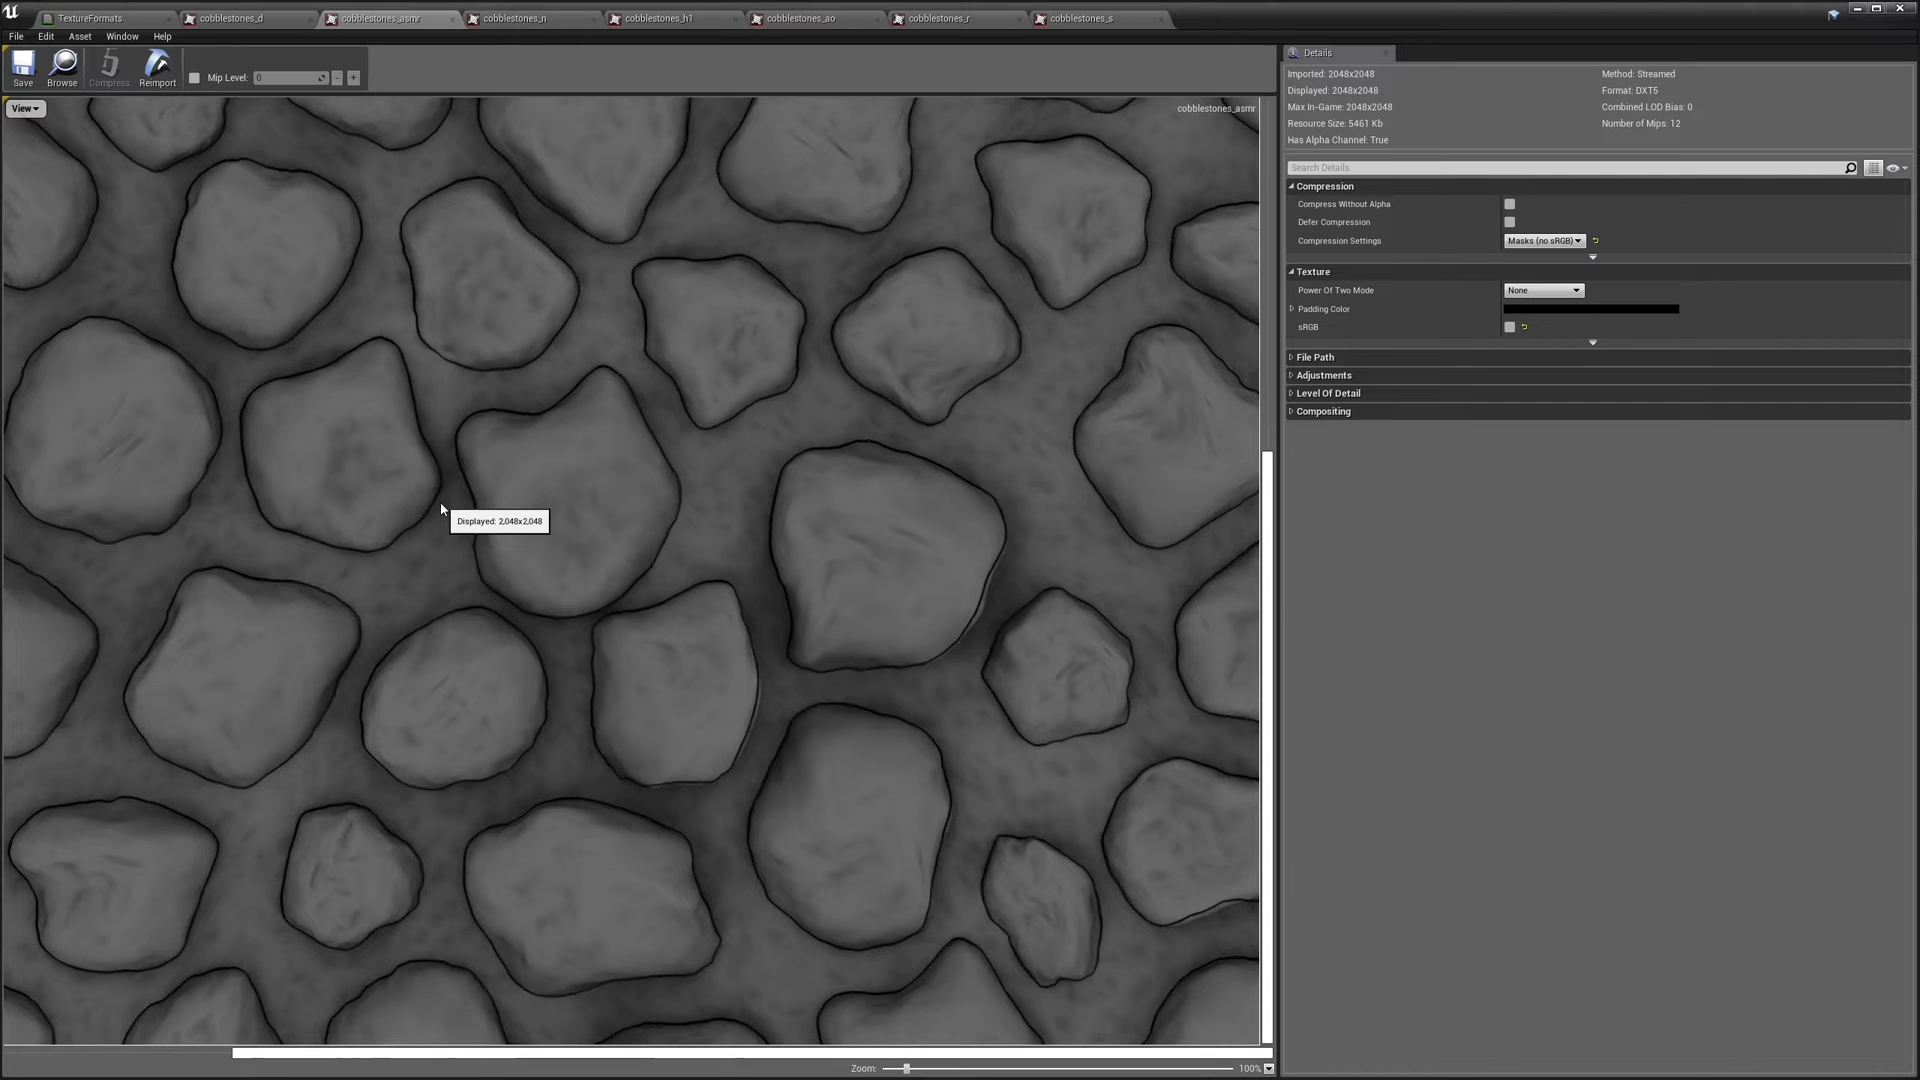 TextureFormats
cobblestones_d
cobblestones_asmr
cobblestones_n
cobblestones_h1
cobblestones_ao
cobblestones_r
cobblestones_s
File Edit Asset Window Help
Save Browse Compress Reimport
Mip Level: 0 - +
View
cobblestones_asmr
Displayed: 2,048x2,048
Zoom: 100%
Details
Imported: 2048x2048
Displayed: 2048x2048
Max In-Game: 2048x2048
Resource Size: 5461 Kb
Has Alpha Channel: True
Method: Streamed
Format: DXT5
Combined LOD Bias: 0
Number of Mips: 12
Search Details
Compression
Compress Without Alpha
Defer Compression
Compression Settings Masks (no sRGB)
Texture
Power Of Two Mode None
Padding Color
sRGB
File Path
Adjustments
Level Of Detail
Compositing